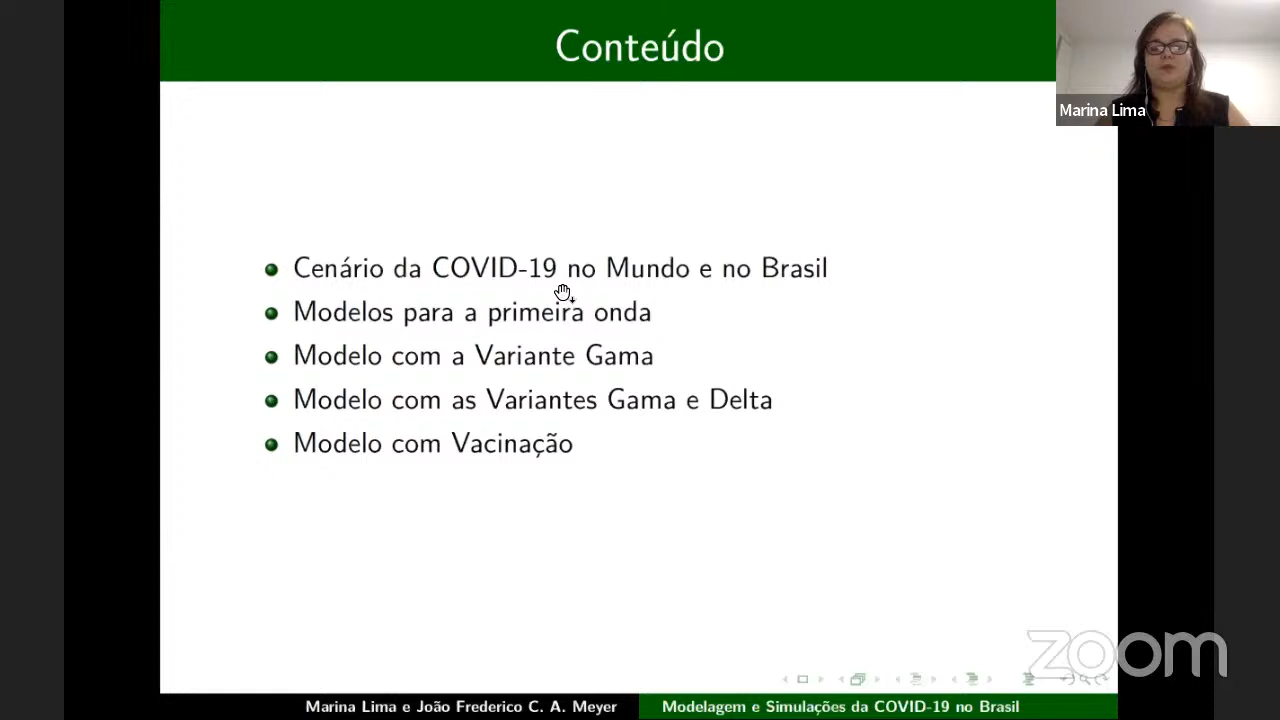 Conteúdo
Marina Lima
Cenário da COVID-19 no Mundo e no Brasil
Modelos para a primeira onda
Modelo com a Variante Gama
Modelo com as Variantes Gama e Delta
Modelo com Vacinação
zoom
Marina Lima e João Frederico C. A. Meyer
Modelagem e Simulações da COVID-19 no Brasil